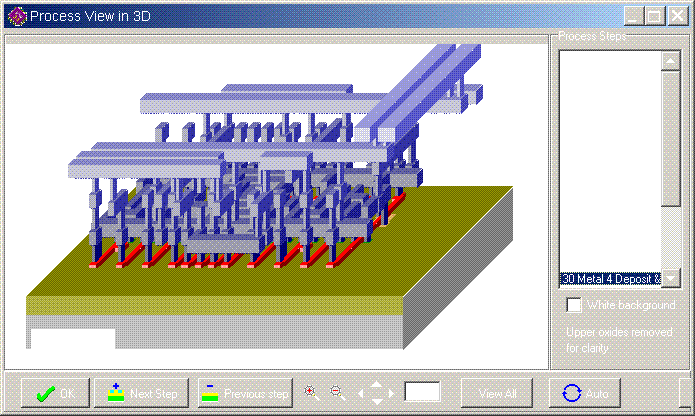 Process View in 3D
Process Steps
30 Metal 4 Deposit &
White background
Upper oxides removed
for clarity
OK
Next Step
Previous step
View All
Auto